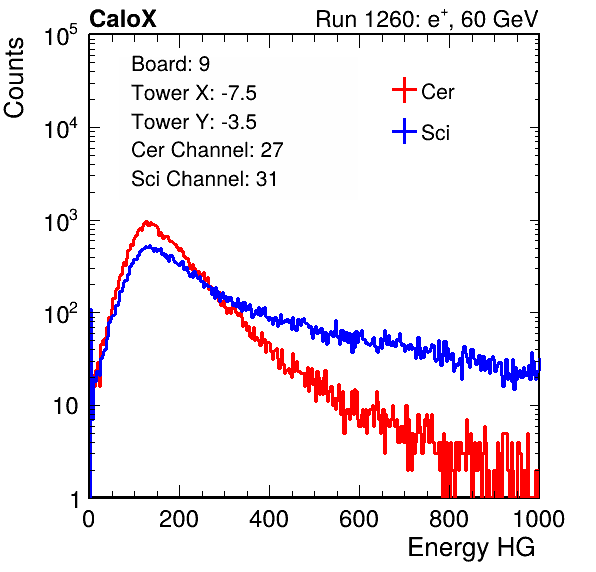 CaloX Run 1260: e⁺, 60 GeV
Counts
10⁵
10⁴
10³
10²
10
1
Board: 9
Tower X: -7.5
Tower Y: -3.5
Cer Channel: 27
Sci Channel: 31
Cer
Sci
0 200 400 600 800 1000
Energy HG